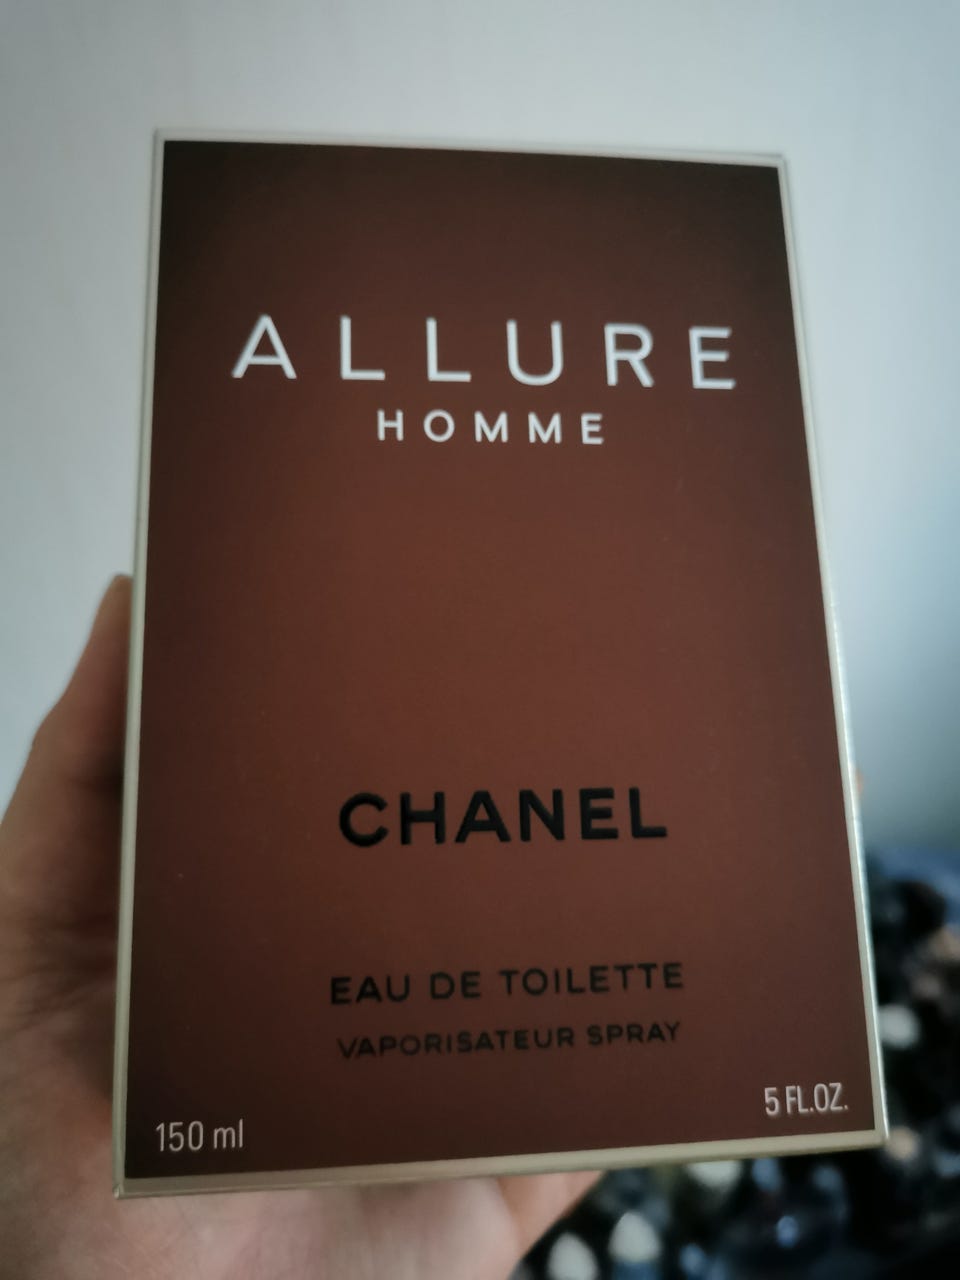 ALLURE
HOMME
CHANEL
EAU DE TOILETTE
VAPORISATEUR SPRAY
150 ml
5 FL.OZ.